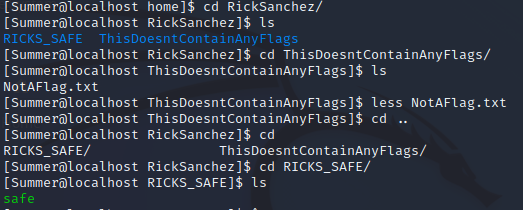 [Summer@localhost home]$ cd RickSanchez/
[Summer@localhost RickSanchez]$ ls
RICKS_SAFE  ThisDoesntContainAnyFlags
[Summer@localhost RickSanchez]$ cd ThisDoesntContainAnyFlags/
[Summer@localhost ThisDoesntContainAnyFlags]$ ls
NotAFlag.txt
[Summer@localhost ThisDoesntContainAnyFlags]$ less NotAFlag.txt
[Summer@localhost ThisDoesntContainAnyFlags]$ cd ..
[Summer@localhost RickSanchez]$ cd
RICKS_SAFE/                ThisDoesntContainAnyFlags/
[Summer@localhost RickSanchez]$ cd RICKS_SAFE/
[Summer@localhost RICKS_SAFE]$ ls
safe